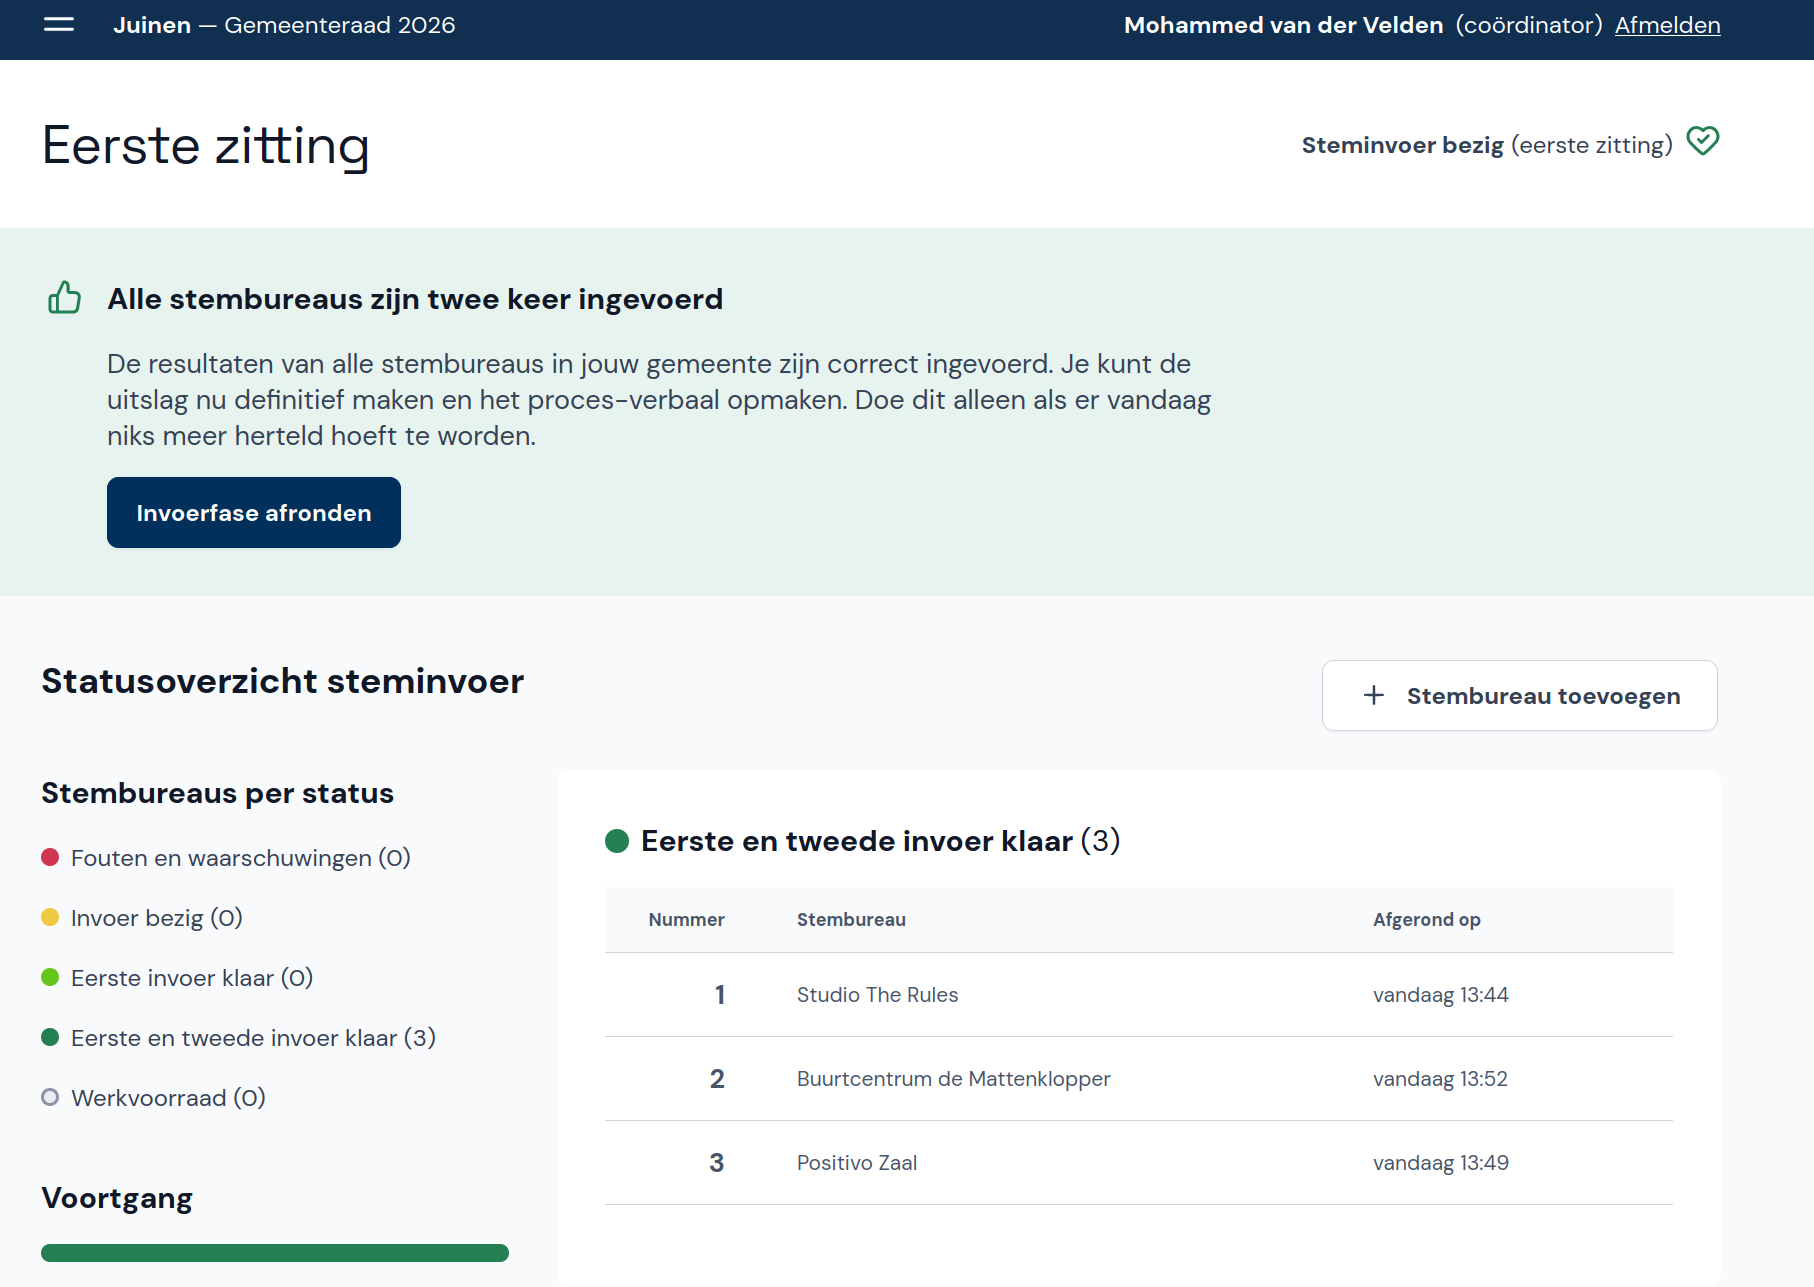 Juinen — Gemeenteraad 2026
Mohammed van der Velden (coördinator) Afmelden
Eerste zitting
Steminvoer bezig (eerste zitting)
Alle stembureaus zijn twee keer ingevoerd
De resultaten van alle stembureaus in jouw gemeente zijn correct ingevoerd. Je kunt de
uitslag nu definitief maken en het proces-verbaal opmaken. Doe dit alleen als er vandaag
niks meer herteld hoeft te worden.
Invoerfase afronden
Statusoverzicht steminvoer
Stembureau toevoegen
Stembureaus per status
Fouten en waarschuwingen (0)
Invoer bezig (0)
Eerste invoer klaar (0)
Eerste en tweede invoer klaar (3)
Werkvoorraad (0)
Voortgang
Eerste en tweede invoer klaar (3)
Nummer Stembureau Afgerond op
1 Studio The Rules vandaag 13:44
2 Buurtcentrum de Mattenklopper vandaag 13:52
3 Positivo Zaal vandaag 13:49